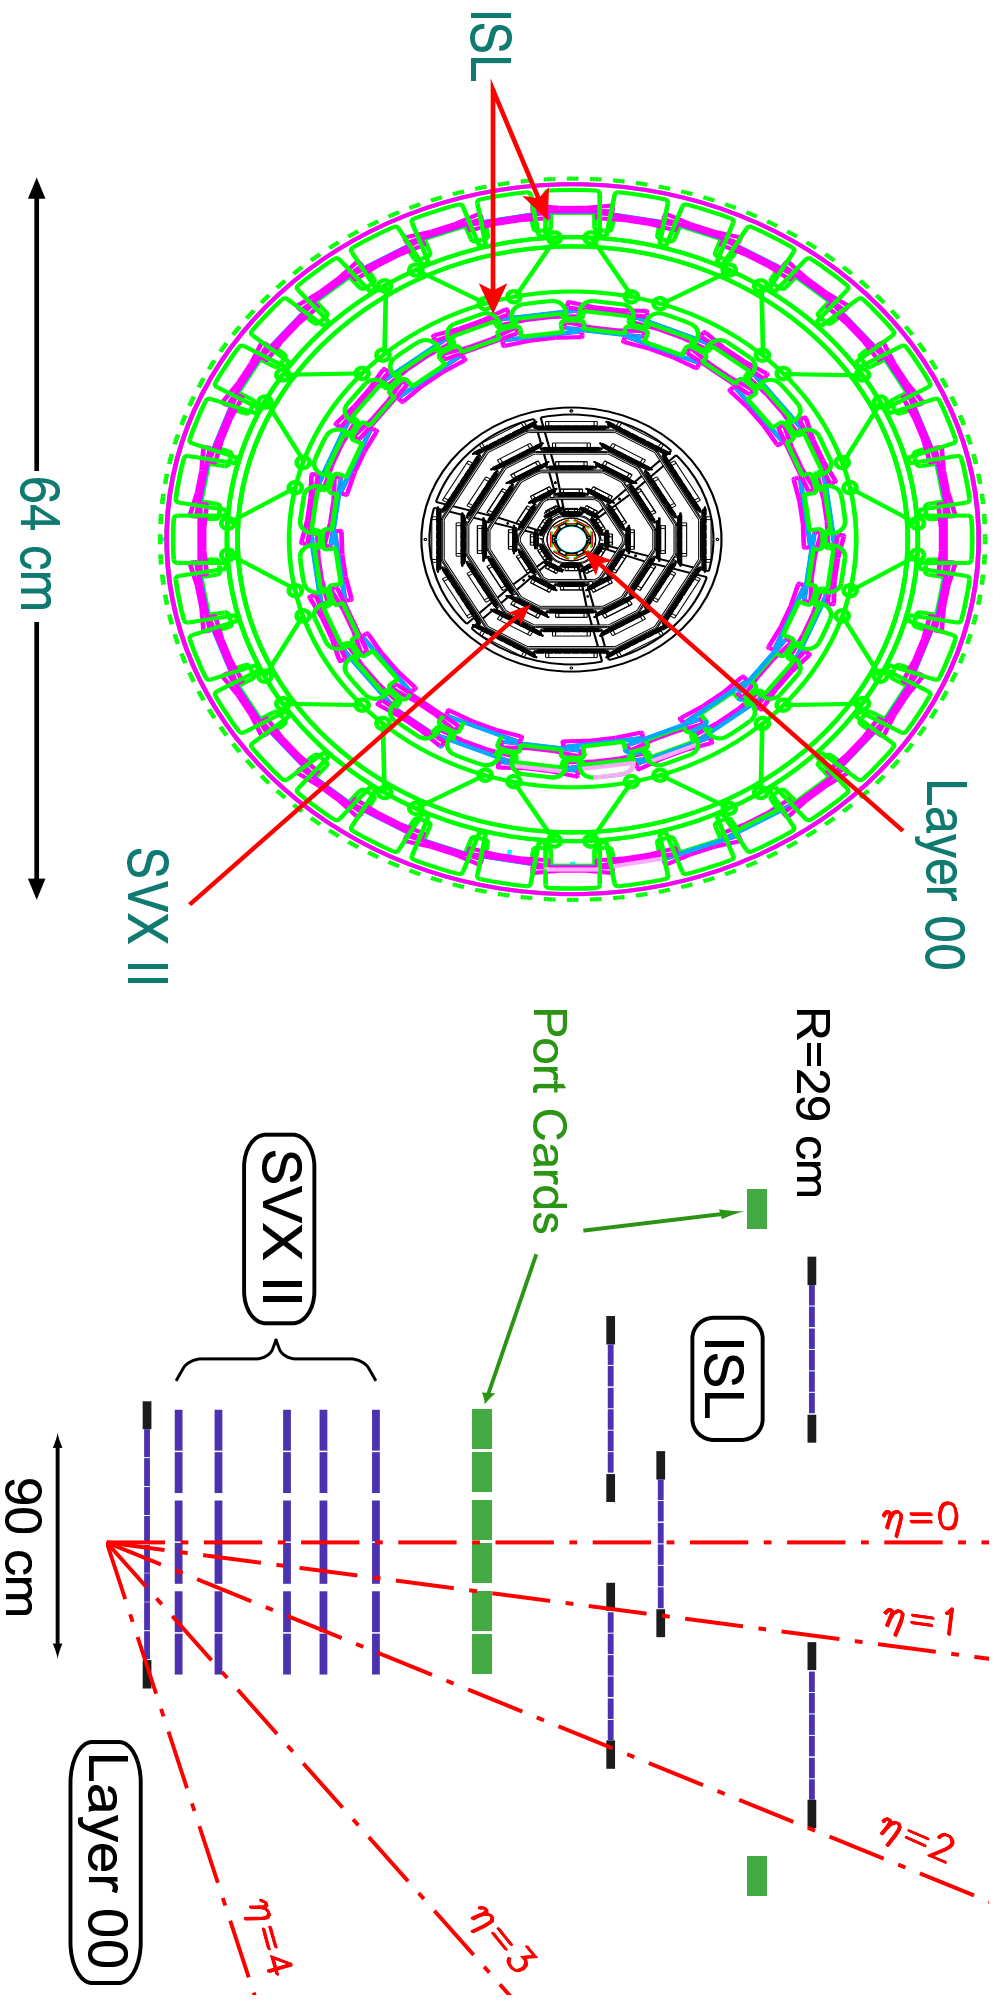 ISL
Layer 00
64 cm
SVX II
R=29 cm
Port Cards
ISL
SVX II
90 cm
Layer 00
η=0
η=1
η=2
η=3
η=4